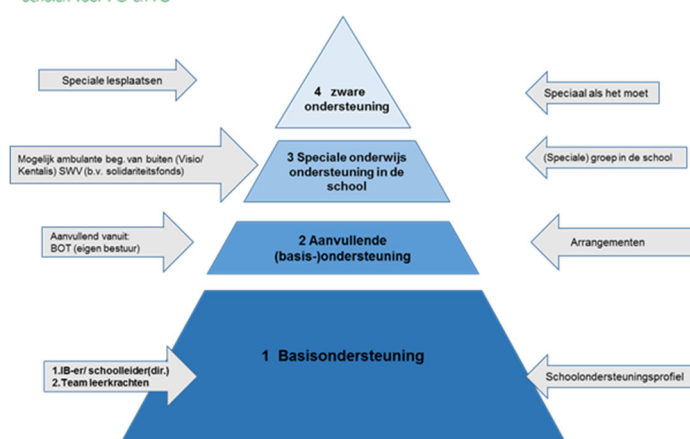 4 zware
ondersteuning
Speciale lesplaatsen
Speciaal als het moet
3 Speciale onderwijs
ondersteuning in de
school
Mogelijk ambulante beg. van buiten (Visio/
Kentalis) SWV (b.v. solidariteitsfonds)
(Speciale) groep in de school
2 Aanvullende
(basis-)ondersteuning
Aanvullend vanuit:
BOT (eigen bestuur)
Arrangementen
1 Basisondersteuning
1.IB-er/ schoolleider(dir.)
2.Team leerkrachten
Schoolondersteuningsprofiel